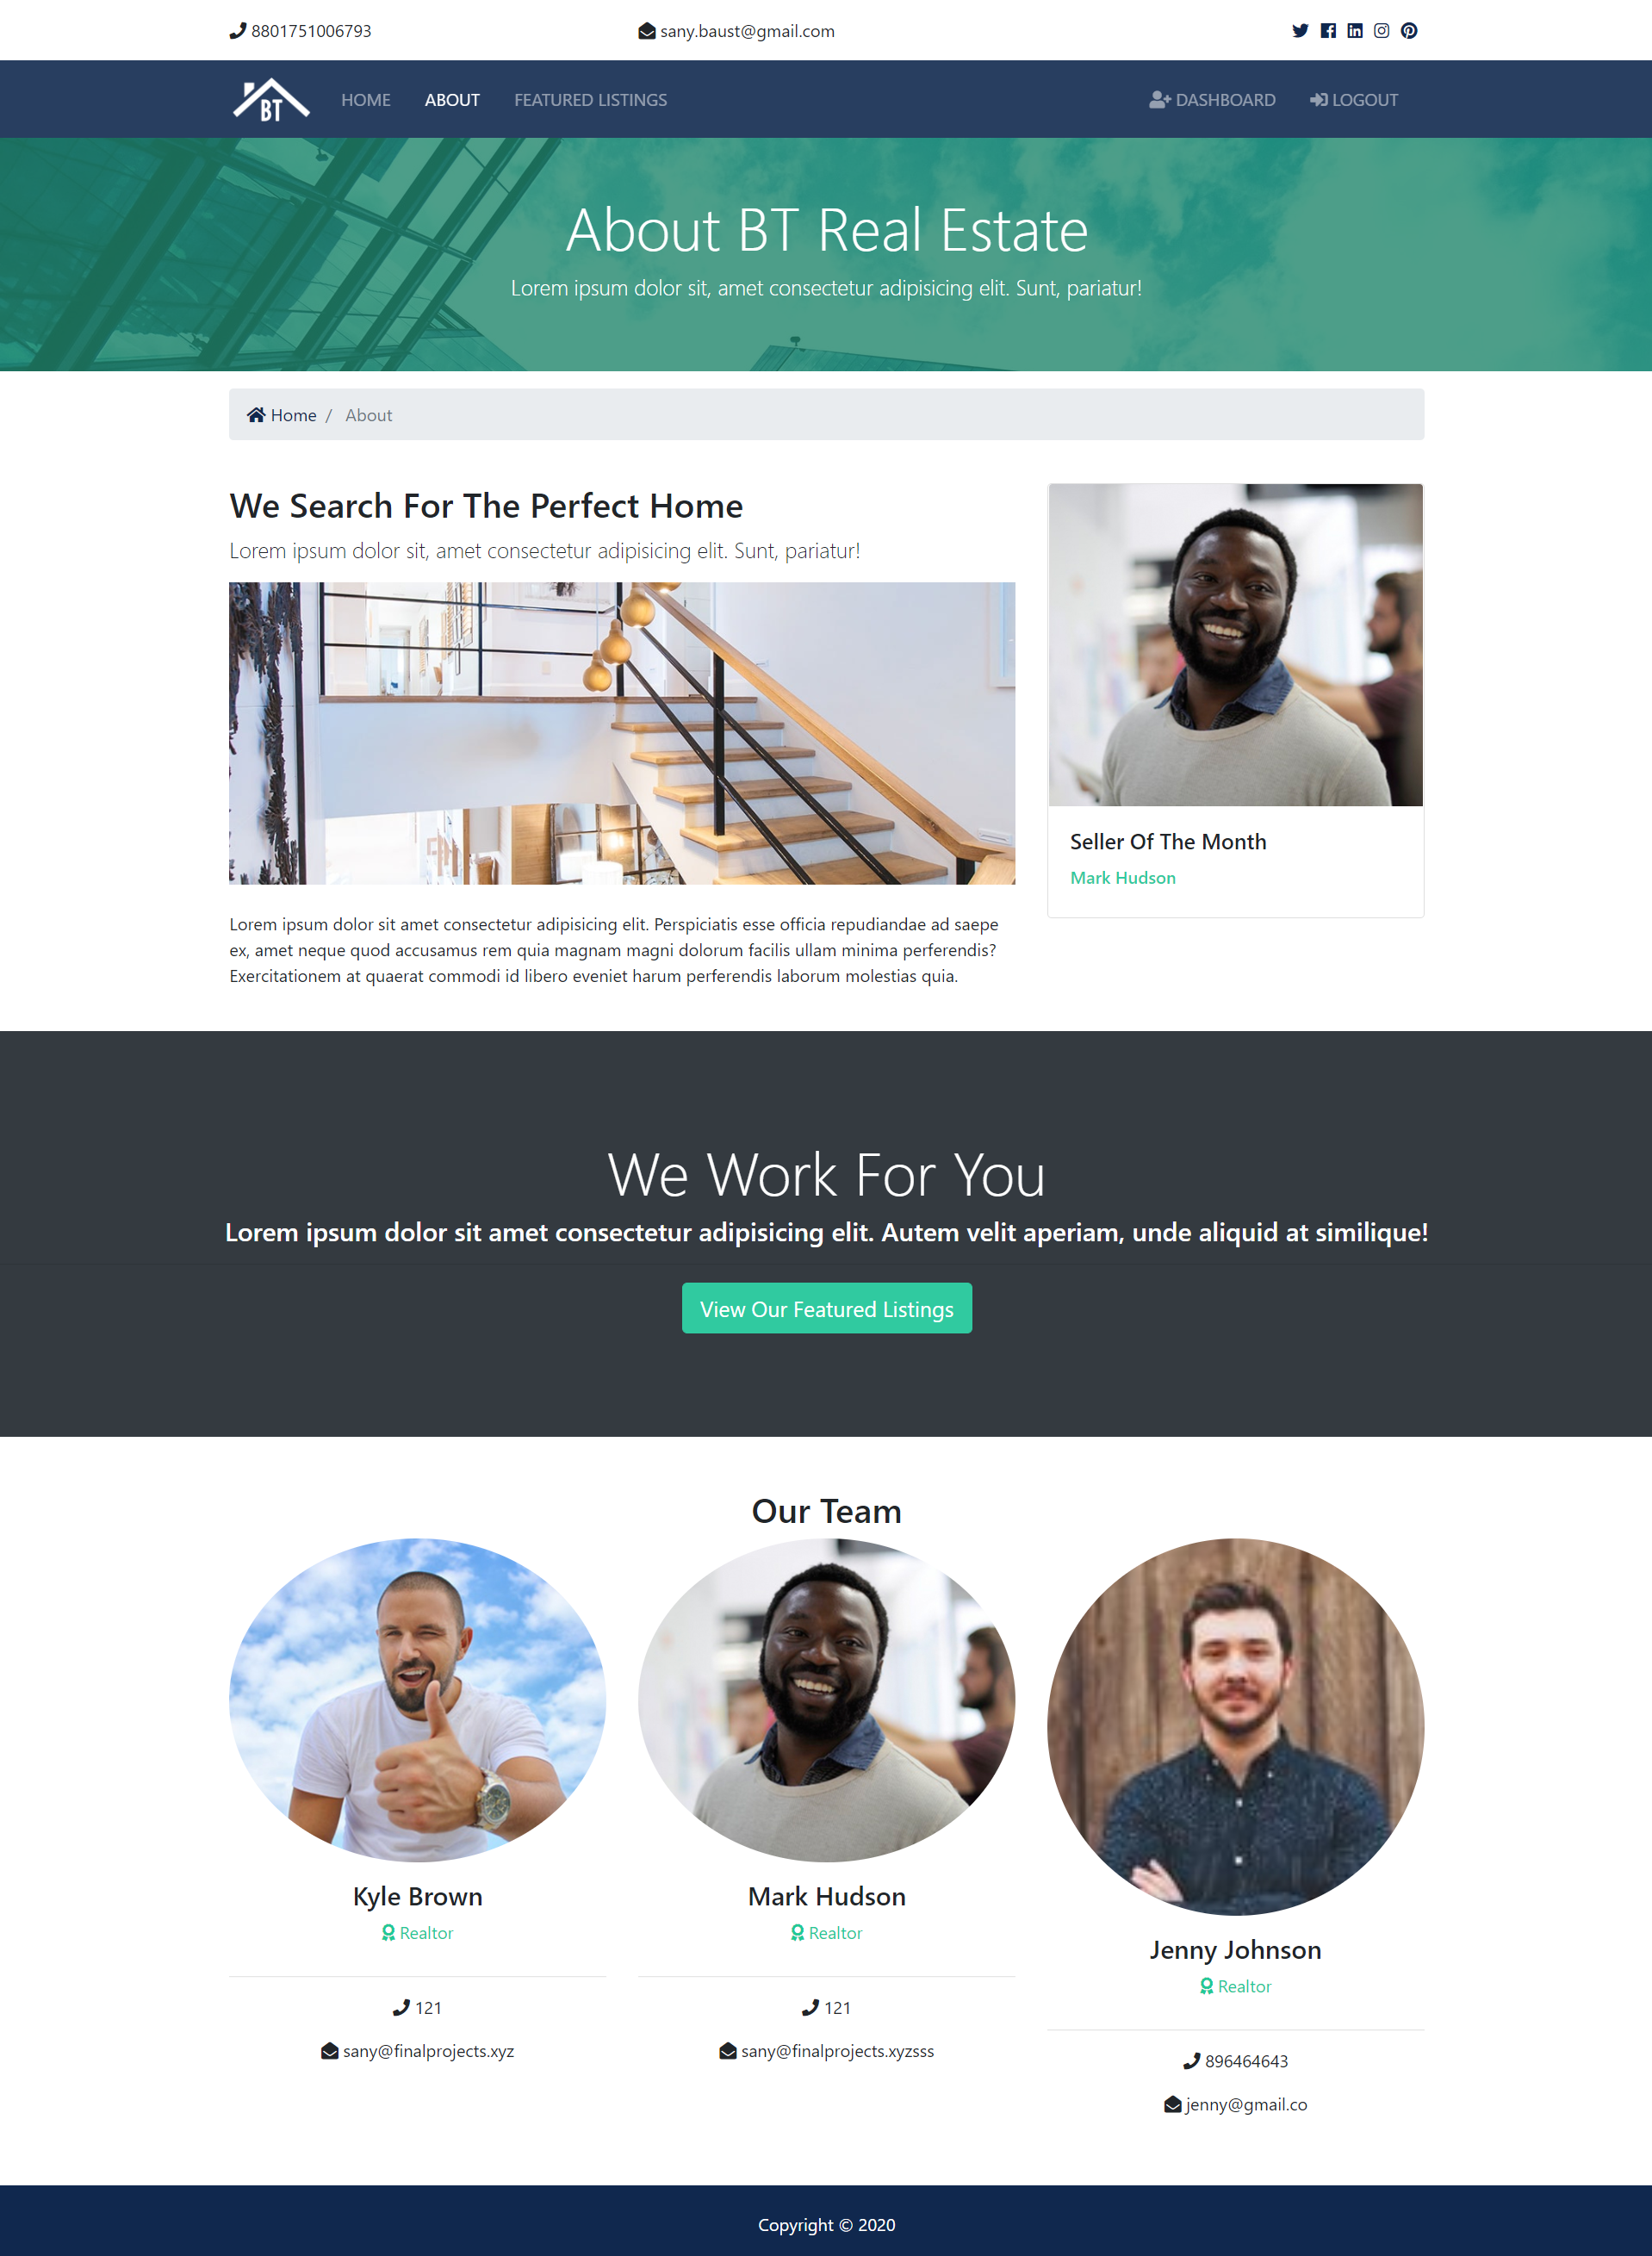 8801751006793
sany.baust@gmail.com
BT
HOME
ABOUT
FEATURED LISTINGS
DASHBOARD
LOGOUT
About BT Real Estate
Lorem ipsum dolor sit, amet consectetur adipisicing elit. Sunt, pariatur!
Home / About
We Search For The Perfect Home
Lorem ipsum dolor sit, amet consectetur adipisicing elit. Sunt, pariatur!
Lorem ipsum dolor sit amet consectetur adipisicing elit. Perspiciatis esse officia repudiandae ad saepe
ex, amet neque quod accusamus rem quia magnam magni dolorum facilis ullam minima perferendis?
Exercitationem at quaerat commodi id libero eveniet harum perferendis laborum molestias quia.
Seller Of The Month
Mark Hudson
We Work For You
Lorem ipsum dolor sit amet consectetur adipisicing elit. Autem velit aperiam, unde aliquid at similique!
View Our Featured Listings
Our Team
Kyle Brown
Realtor
121
sany@finalprojects.xyz
Mark Hudson
Realtor
121
sany@finalprojects.xyzsss
Jenny Johnson
Realtor
896464643
jenny@gmail.co
Copyright © 2020